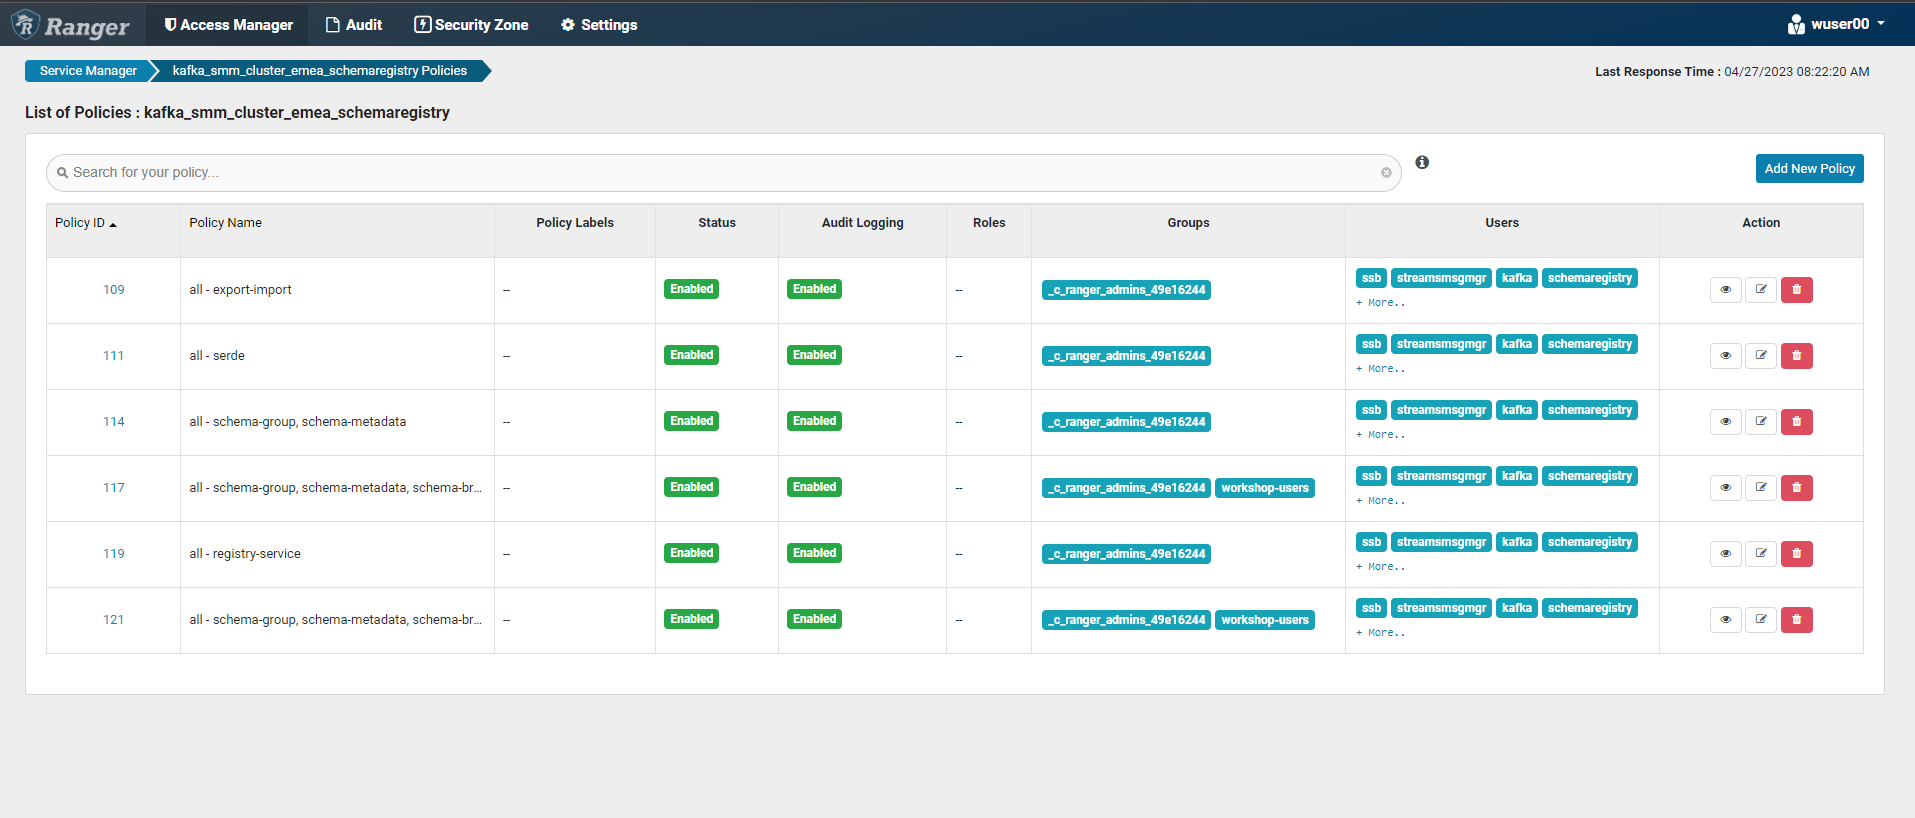 Ranger Access Manager Audit Security Zone Settings wuser00
Service Manager kafka_smm_cluster_emea_schemaregistry Policies Last Response Time : 04/27/2023 08:22:20 AM
List of Policies : kafka_smm_cluster_emea_schemaregistry
Search for your policy... Add New Policy
Policy ID Policy Name Policy Labels Status Audit Logging Roles Groups Users Action
109 all - export-import -- Enabled Enabled -- _c_ranger_admins_49e16244 ssb streamsmsgmgr kafka schemaregistry
+ More..
111 all - serde -- Enabled Enabled -- _c_ranger_admins_49e16244 ssb streamsmsgmgr kafka schemaregistry
+ More..
114 all - schema-group, schema-metadata -- Enabled Enabled -- _c_ranger_admins_49e16244 ssb streamsmsgmgr kafka schemaregistry
+ More..
117 all - schema-group, schema-metadata, schema-br... -- Enabled Enabled -- _c_ranger_admins_49e16244 workshop-users ssb streamsmsgmgr kafka schemaregistry
+ More..
119 all - registry-service -- Enabled Enabled -- _c_ranger_admins_49e16244 ssb streamsmsgmgr kafka schemaregistry
+ More..
121 all - schema-group, schema-metadata, schema-br... -- Enabled Enabled -- _c_ranger_admins_49e16244 workshop-users ssb streamsmsgmgr kafka schemaregistry
+ More..